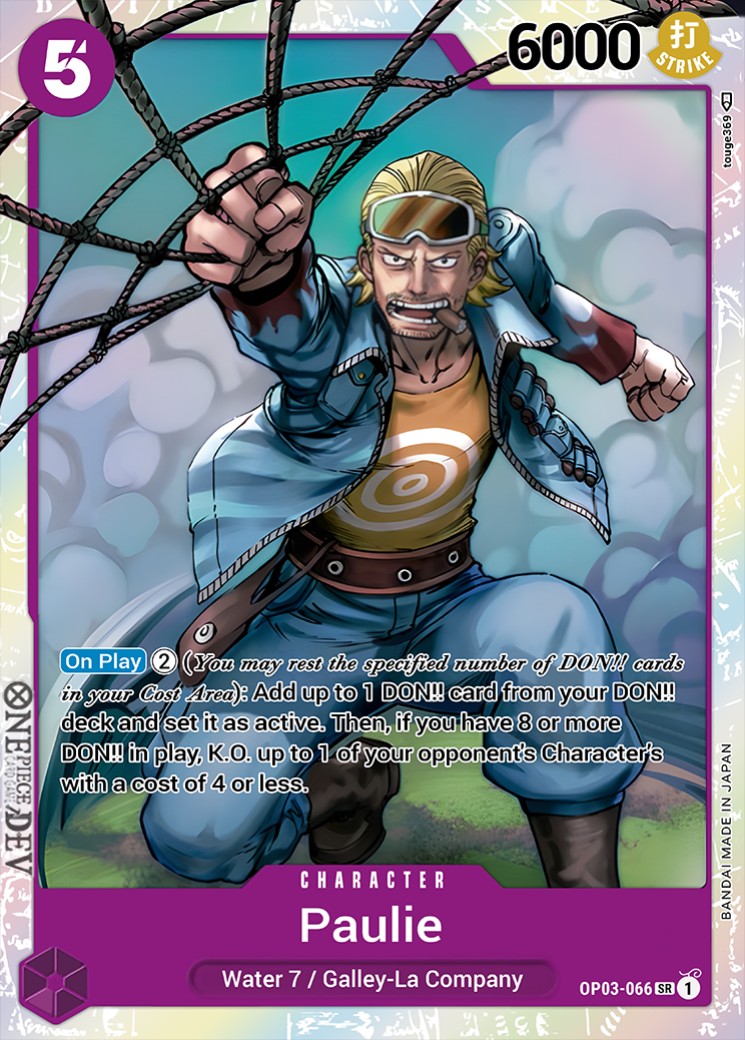 5
6000
打
STRIKE
touge369
On Play ② (You may rest the specified number of DON!! cards
in your Cost Area): Add up to 1 DON!! card from your DON!!
deck and set it as active. Then, if you have 8 or more
DON!! in play, K.O. up to 1 of your opponent's Character's
with a cost of 4 or less.
ONE PIECE DEV
BANDAI MADE IN JAPAN
CHARACTER
Paulie
Water 7 / Galley-La Company
OP03-066 SR 1